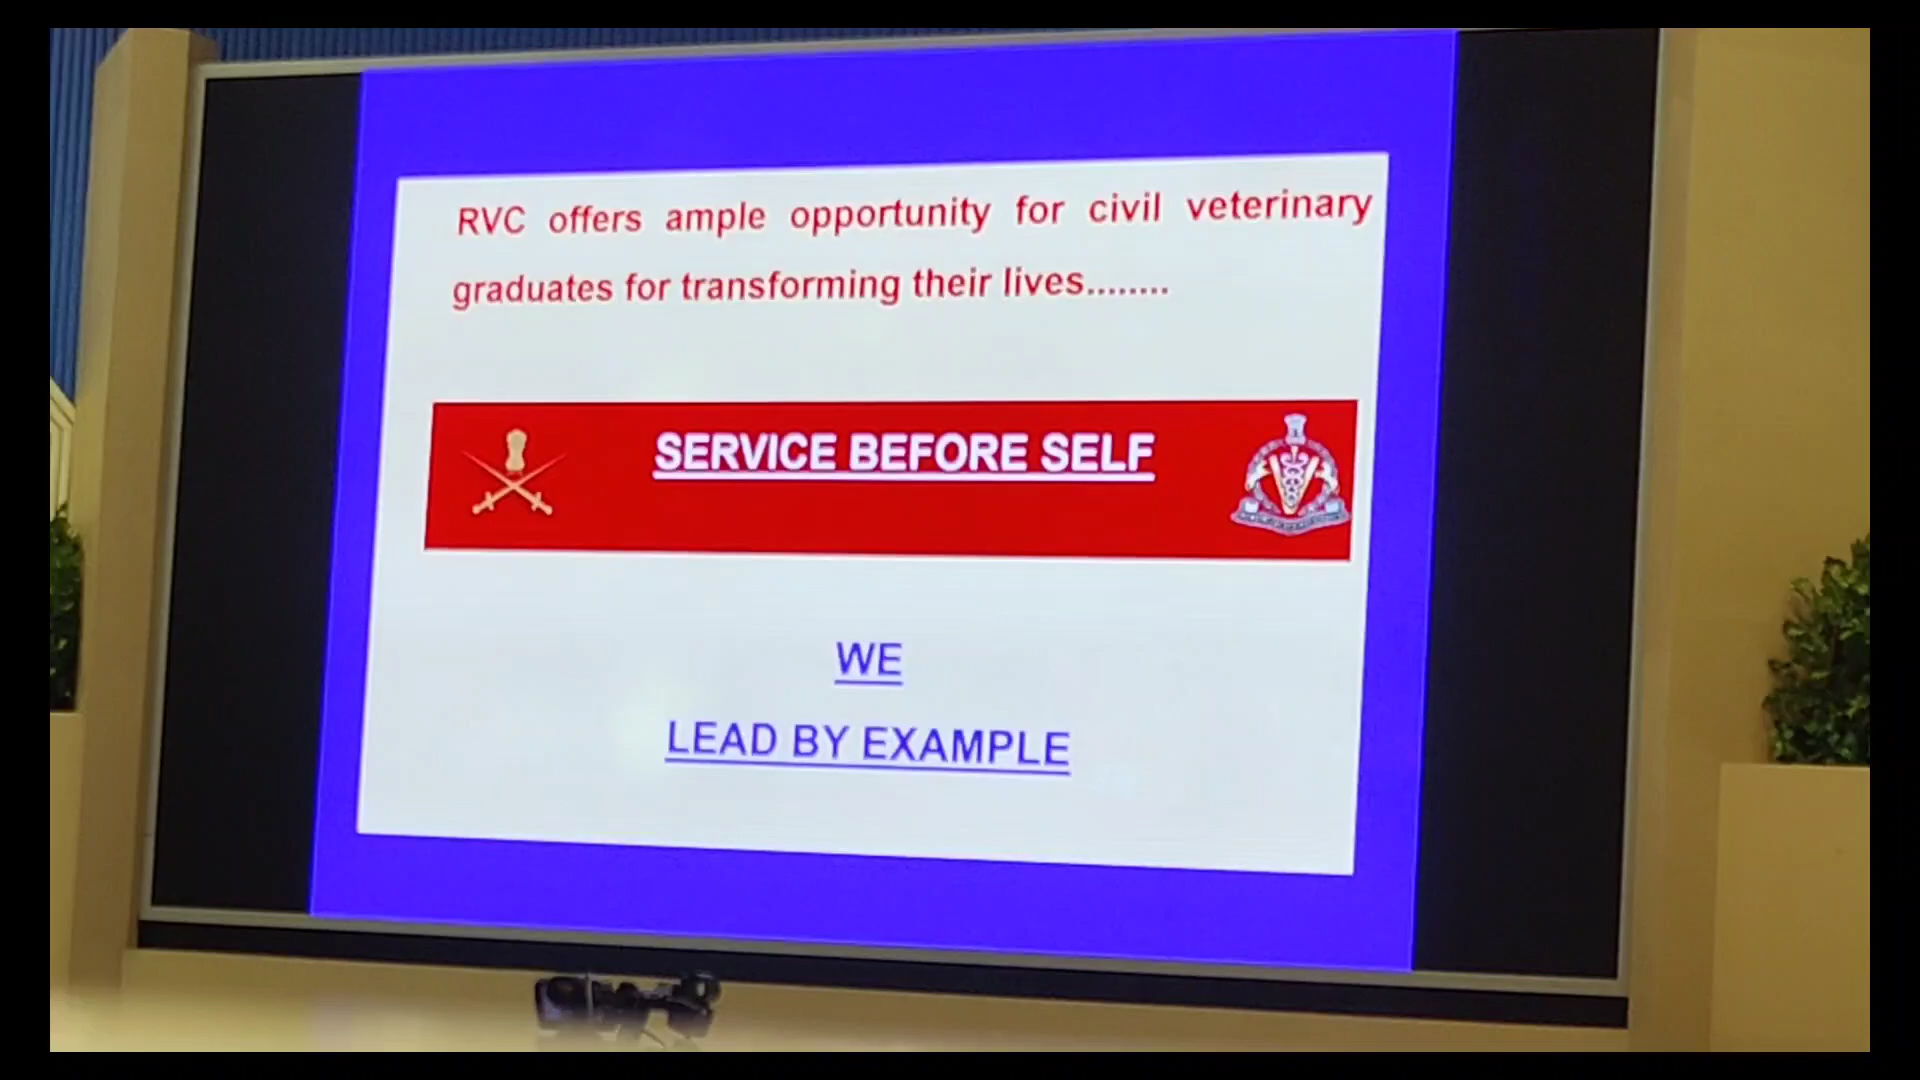 RVC offers ample opportunity for civil veterinary
graduates for transforming their lives........
SERVICE BEFORE SELF
WE
LEAD BY EXAMPLE